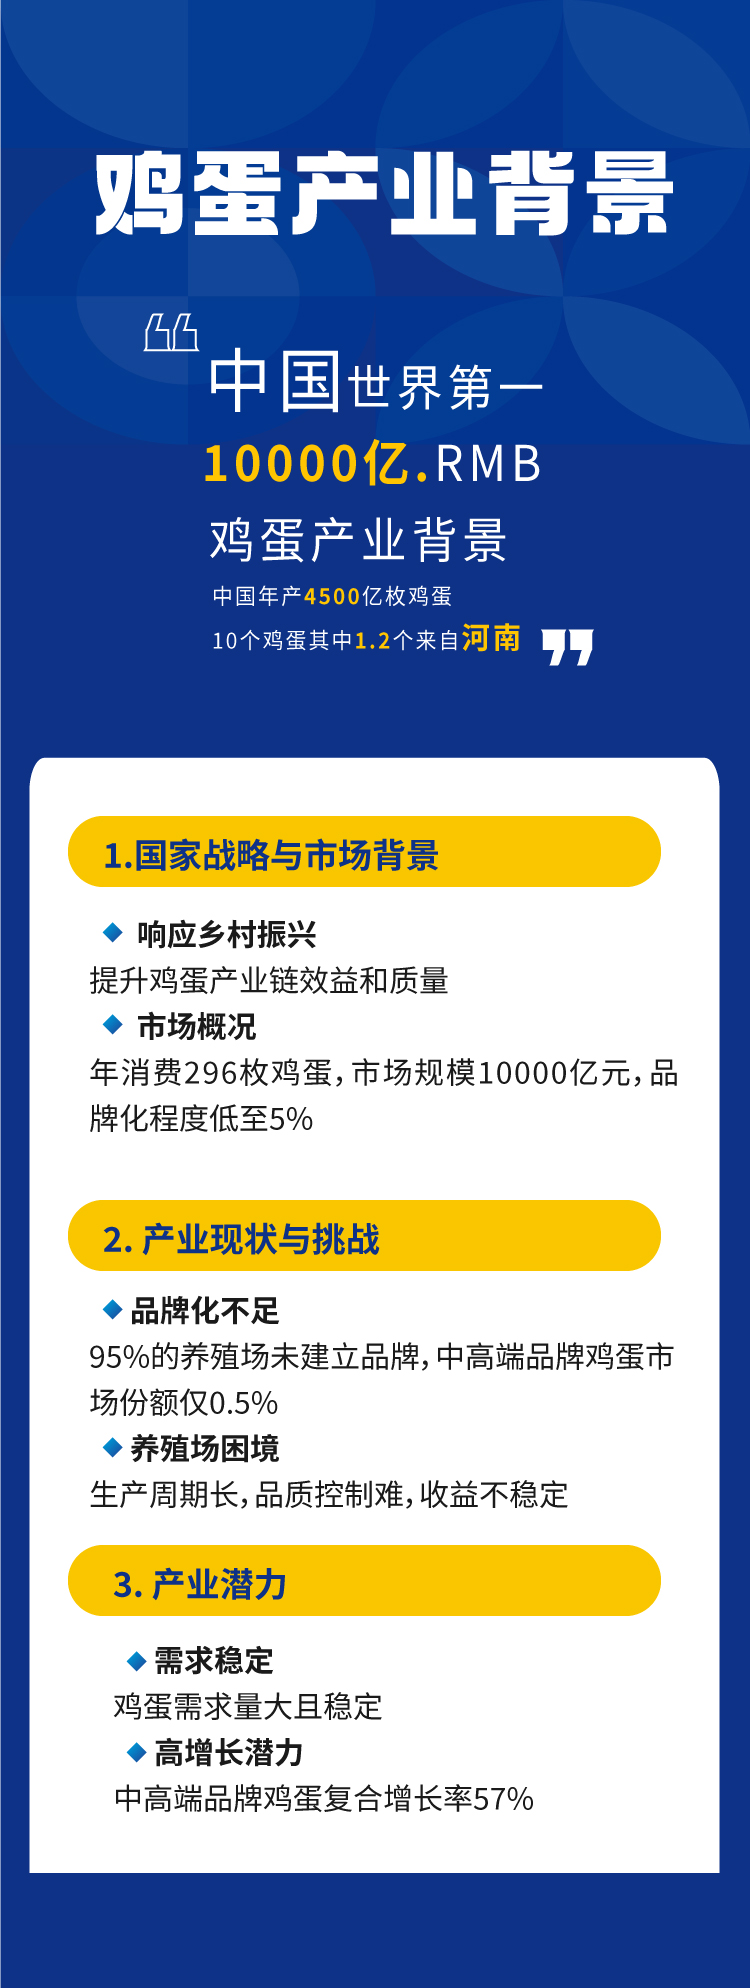 鸡蛋产业背景
中国世界第一
10000亿.RMB
鸡蛋产业背景
中国年产4500亿枚鸡蛋
10个鸡蛋其中1.2个来自河南
1.国家战略与市场背景
响应乡村振兴
提升鸡蛋产业链效益和质量
市场概况
年消费296枚鸡蛋，市场规模10000亿元，品
牌化程度低至5%
2. 产业现状与挑战
品牌化不足
95%的养殖场未建立品牌，中高端品牌鸡蛋市
场份额仅0.5%
养殖场困境
生产周期长，品质控制难，收益不稳定
3. 产业潜力
需求稳定
鸡蛋需求量大且稳定
高增长潜力
中高端品牌鸡蛋复合增长率57%